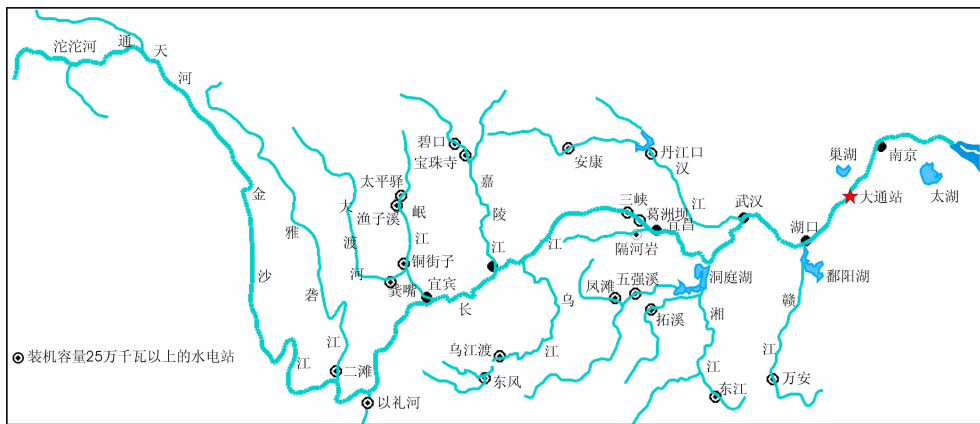 沱沱河
通
天
河
金
沙
江
雅
砻
江
二滩
以礼河
大
渡
河
太平驿
渔子溪
岷
江
铜街子
龚嘴
宜宾
碧口
宝珠寺
嘉
陵
江
长
江
乌
江
乌江渡
东风
安康
丹江口
汉
江
三峡
葛洲坝
宜昌
隔河岩
凤滩
五强溪
拓溪
洞庭湖
湘
江
东江
武汉
湖口
鄱阳湖
赣
江
万安
巢湖
大通站
南京
太湖
装机容量25万千瓦以上的水电站